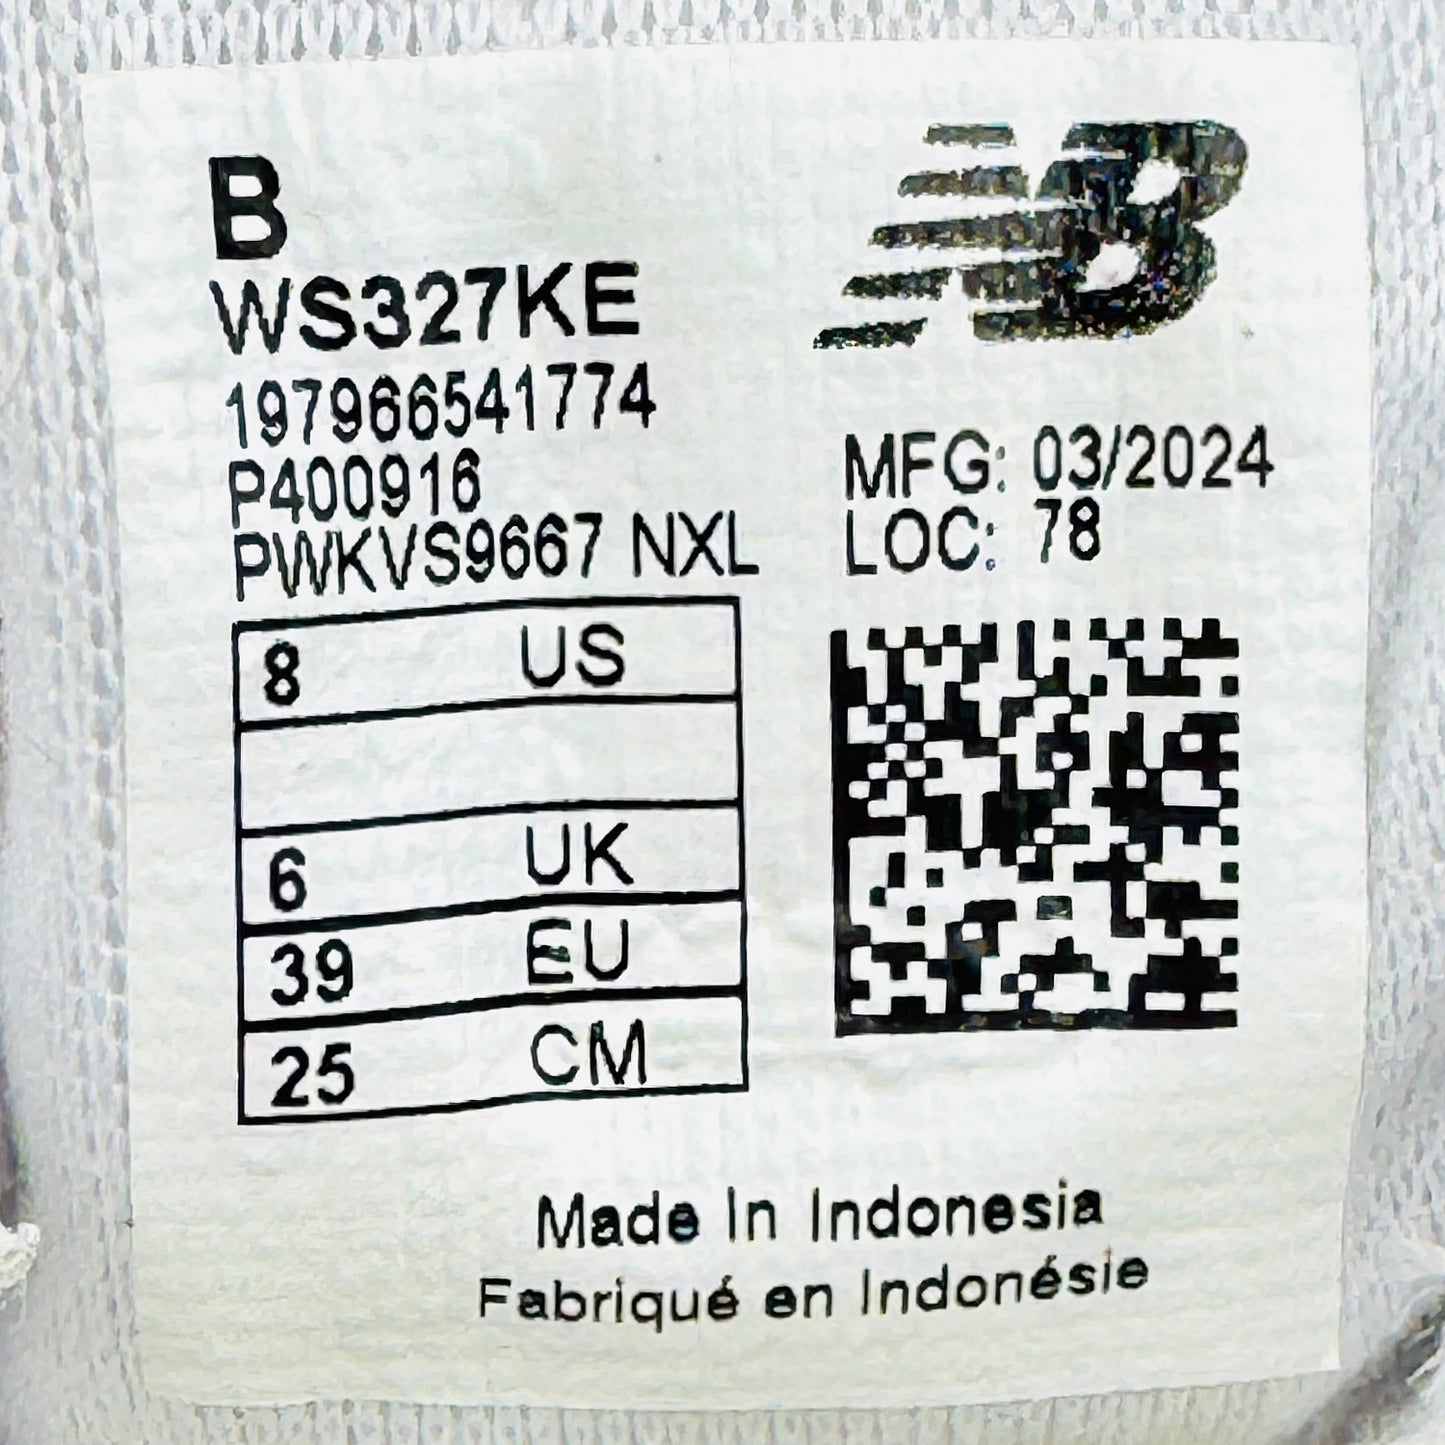 B
WS327KE
197966541774
P400916
PWKVS9667 NXL
NB
MFG: 03/2024
LOC: 78
8 US
6 UK
39 EU
25 CM
Made In Indonesia
Fabriqué en Indonésie